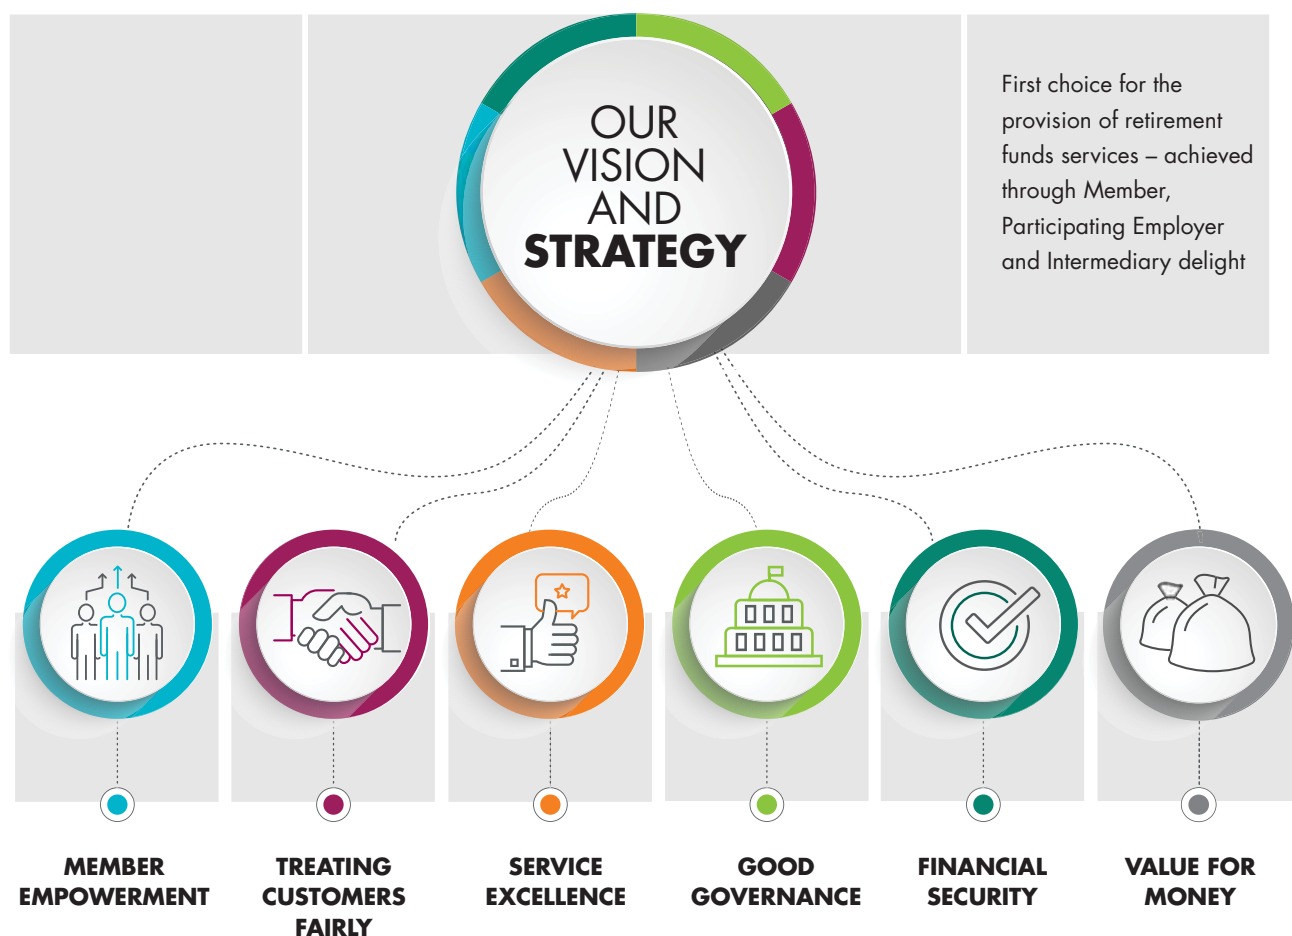 OUR
VISION
AND
STRATEGY
First choice for the
provision of retirement
funds services – achieved
through Member,
Participating Employer
and Intermediary delight
MEMBER
EMPOWERMENT
TREATING
CUSTOMERS
FAIRLY
SERVICE
EXCELLENCE
GOOD
GOVERNANCE
FINANCIAL
SECURITY
VALUE FOR
MONEY